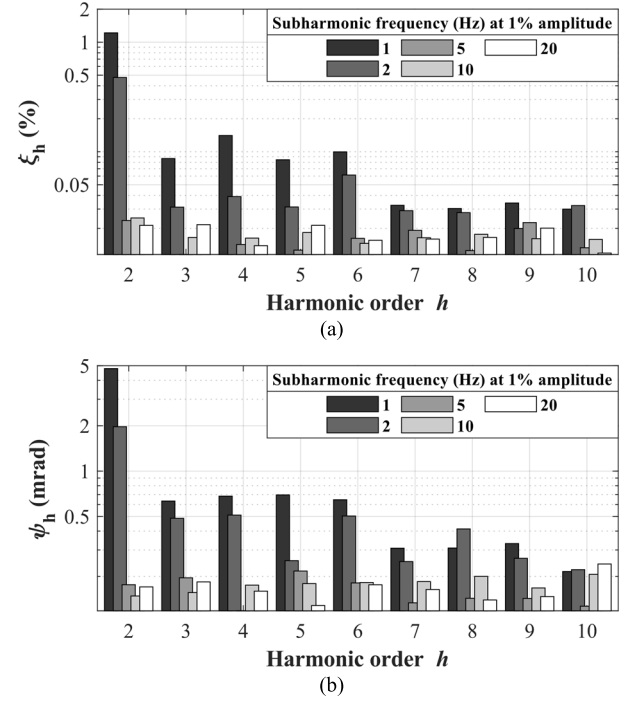 Subharmonic frequency (Hz) at 1% amplitude
1 5 20
2 10
2
1
0.5
0.05
ξh (%)
2 3 4 5 6 7 8 9 10
Harmonic order h
(a)
Subharmonic frequency (Hz) at 1% amplitude
1 5 20
2 10
5
2
1
0.5
ψh (mrad)
2 3 4 5 6 7 8 9 10
Harmonic order h
(b)